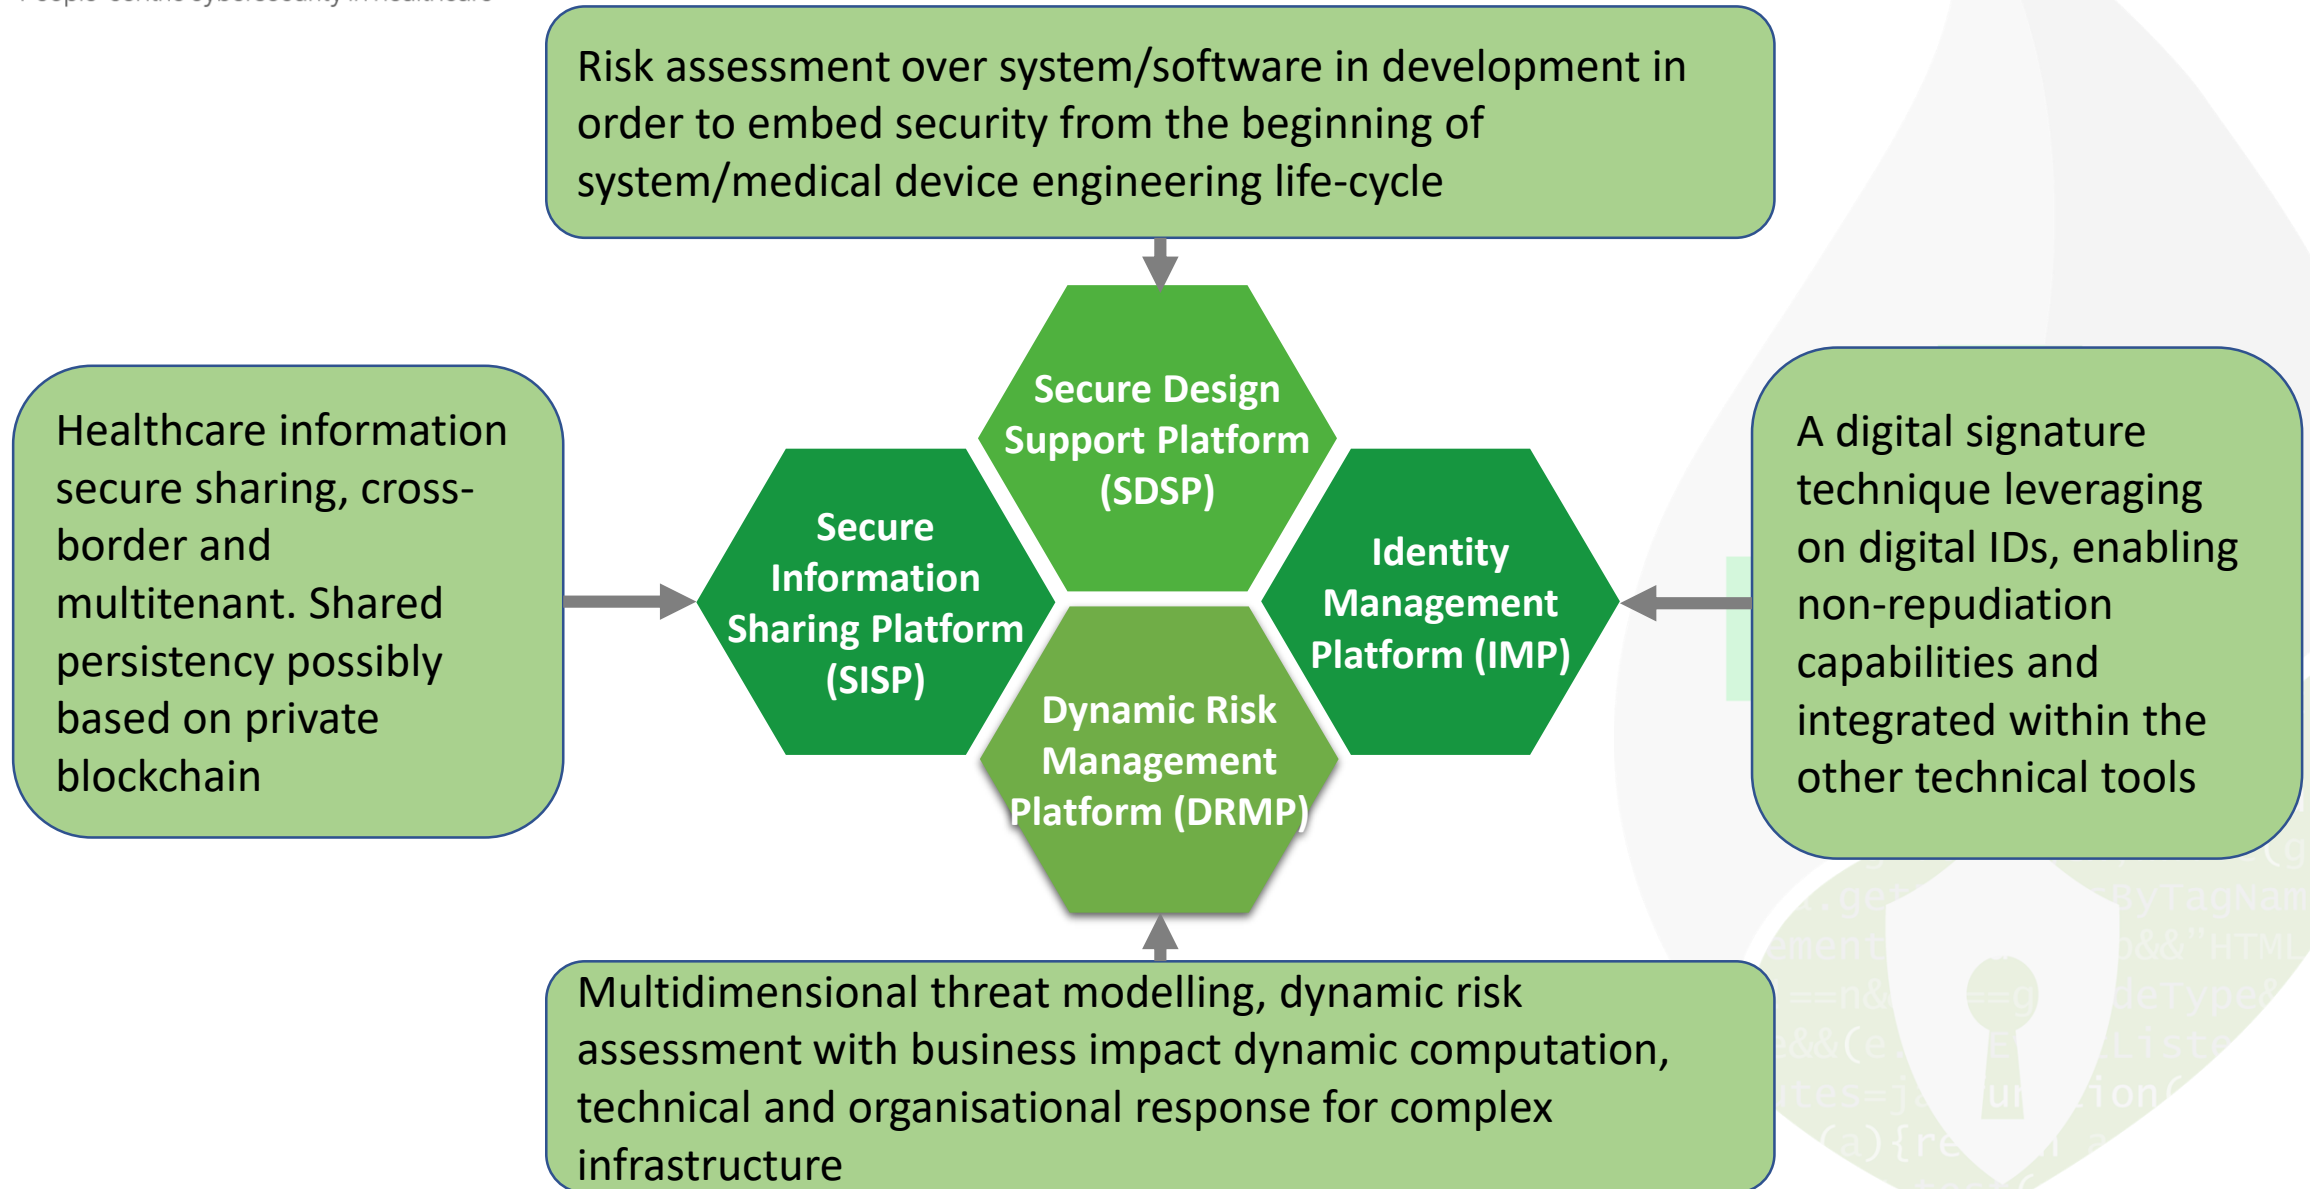 Risk assessment over system/software in development in
order to embed security from the beginning of
system/medical device engineering life-cycle
Healthcare information
secure sharing, cross-
border and
multitenant. Shared
persistency possibly
based on private
blockchain
Secure Design
Support Platform
(SDSP)
Secure
Information
Sharing Platform
(SISP)
Identity
Management
Platform (IMP)
Dynamic Risk
Management
Platform (DRMP)
A digital signature
technique leveraging
on digital IDs, enabling
non-repudiation
capabilities and
integrated within the
other technical tools
Multidimensional threat modelling, dynamic risk
assessment with business impact dynamic computation,
technical and organisational response for complex
infrastructure